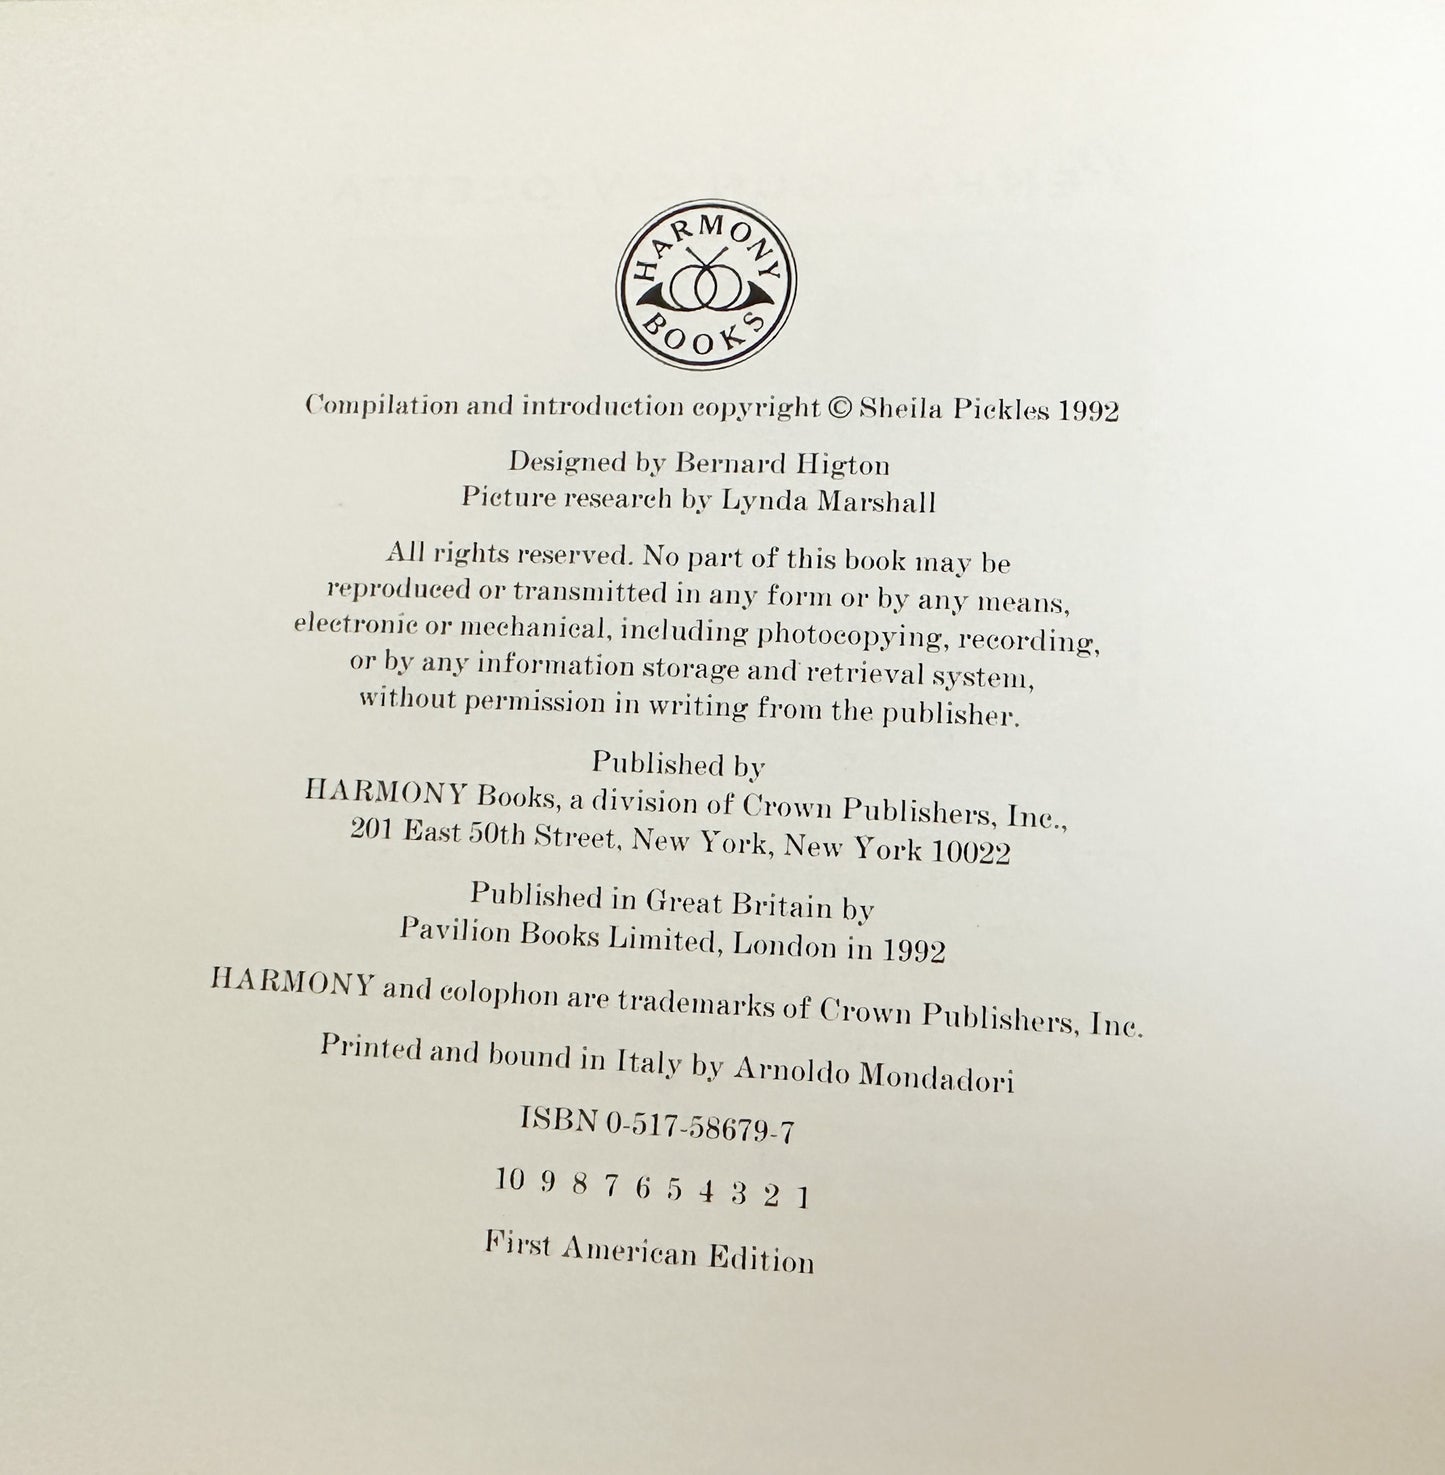 HARMONY
BOOKS
Compilation and introduction copyright © Sheila Pickles 1992
Designed by Bernard Higton
Picture research by Lynda Marshall
All rights reserved. No part of this book may be
reproduced or transmitted in any form or by any means,
electronic or mechanical, including photocopying, recording,
or by any information storage and retrieval system,
without permission in writing from the publisher.
Published by
HARMONY Books, a division of Crown Publishers, Inc.,
201 East 50th Street, New York, New York 10022
Published in Great Britain by
Pavilion Books Limited, London in 1992
HARMONY and colophon are trademarks of Crown Publishers, Inc.
Printed and bound in Italy by Arnoldo Mondadori
ISBN 0-517-58679-7
10 9 8 7 6 5 4 3 2 1
First American Edition